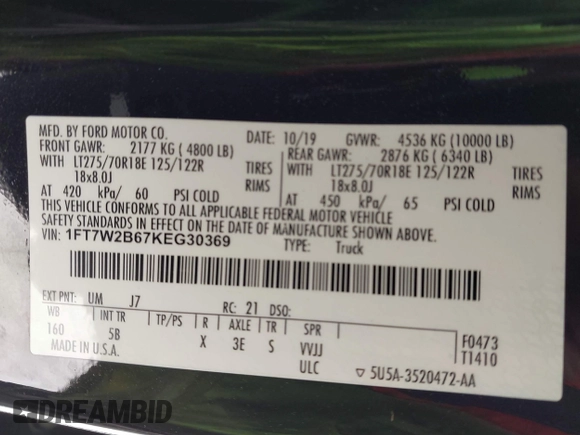 MFD. BY FORD MOTOR CO.
DATE: 10/19 GVWR: 4536 KG (10000 LB)
FRONT GAWR: 2177 KG (4800 LB)
REAR GAWR: 2876 KG (6340 LB)
WITH LT275/70R18E 125/122R TIRES
WITH LT275/70R18E 125/122R TIRES
18x8.0J RIMS
18x8.0J RIMS
AT 420 kPa/ 60 PSI COLD
AT 450 kPa/ 65 PSI COLD
THIS VEHICLE CONFORMS TO ALL APPLICABLE FEDERAL MOTOR VEHICLE
SAFETY STANDARDS IN EFFECT ON THE DATE OF MANUFACTURE SHOWN ABOVE.
VIN: 1FT7W2B67KEG30369
TYPE: Truck
EXT PNT: UM J7 RC: 21 DSO:
WB INT TR TP/PS R AXLE TR SPR
160 5B X 3E S VVJJ
ULC
F0473
T1410
MADE IN U.S.A.
▽ 5U5A-3520472-AA
DREAMBID